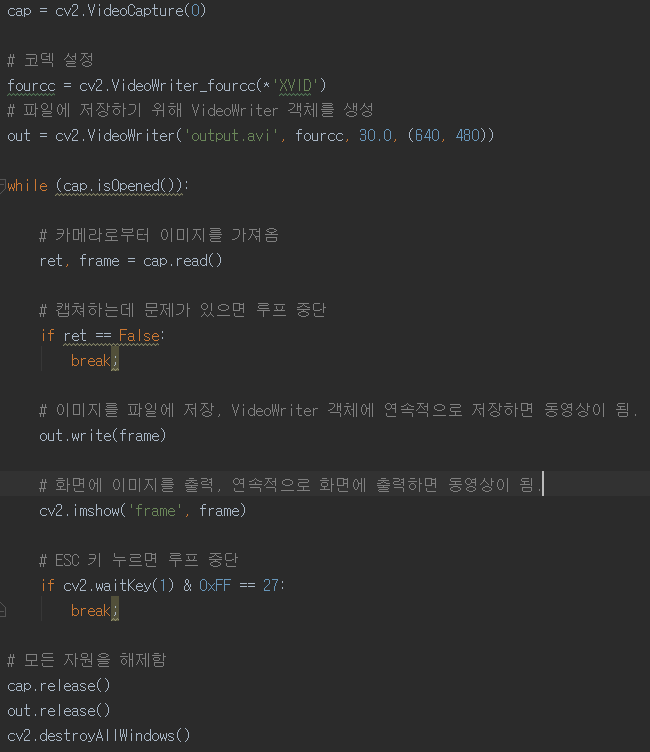 cap = cv2.VideoCapture(0)
# 코덱 설정
fourcc = cv2.VideoWriter_fourcc(*'XVID')
# 파일에 저장하기 위해 VideoWriter 객체를 생성
out = cv2.VideoWriter('output.avi', fourcc, 30.0, (640, 480))
while (cap.isOpened()):
    # 카메라로부터 이미지를 가져옴
    ret, frame = cap.read()
    # 캡쳐하는데 문제가 있으면 루프 중단
    if ret == False:
        break;
    # 이미지를 파일에 저장, VideoWriter 객체에 연속적으로 저장하면 동영상이 됨.
    out.write(frame)
    # 화면에 이미지를 출력, 연속적으로 화면에 출력하면 동영상이 됨.
    cv2.imshow('frame', frame)
    # ESC 키 누르면 루프 중단
    if cv2.waitKey(1) & 0xFF == 27:
        break;
# 모든 자원을 해제함
cap.release()
out.release()
cv2.destroyAllWindows()